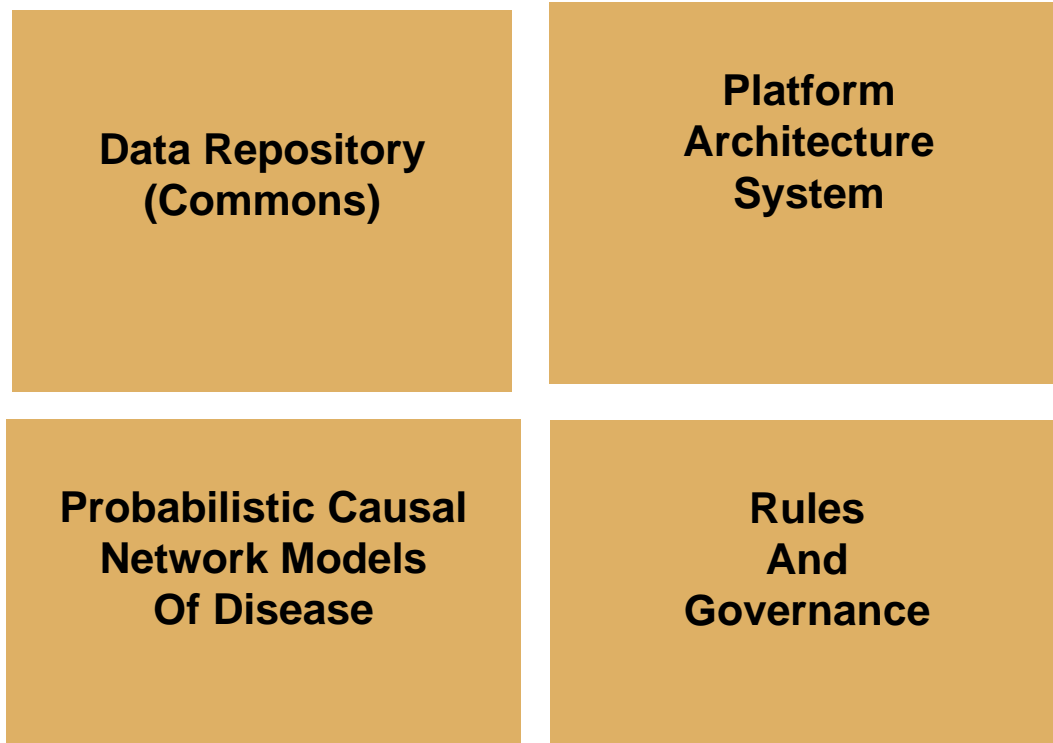 Data Repository
(Commons)
Platform
Architecture
System
Probabilistic Causal
Network Models
Of Disease
Rules
And
Governance